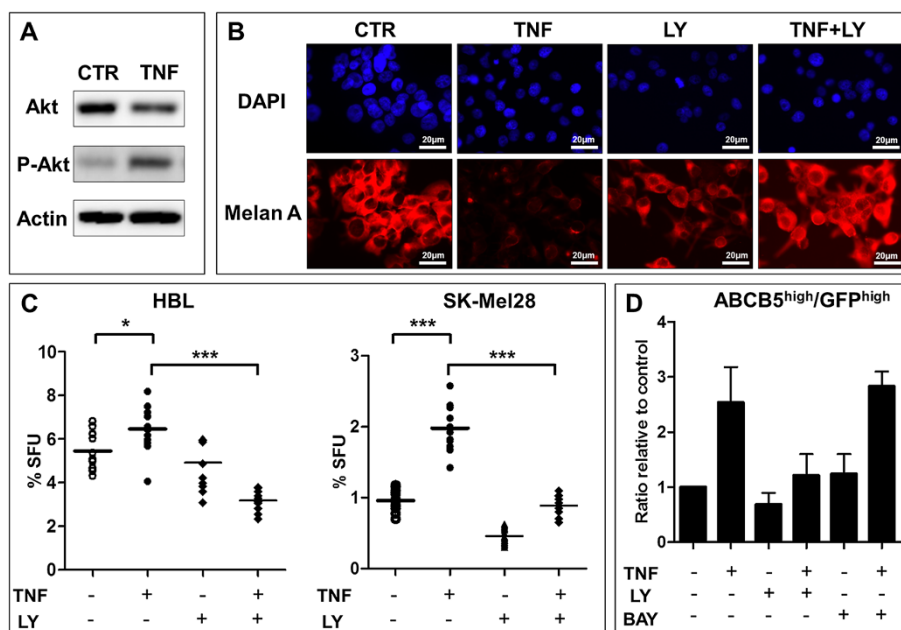 A
CTR TNF
Akt
P-Akt
Actin
B
CTR TNF LY TNF+LY
DAPI
20μm 20μm 20μm 20μm
Melan A
20μm 20μm 20μm 20μm
C
HBL
% SFU
10
8
6
4
2
0
* ***
TNF - + - +
LY - - + +
SK-Mel28
% SFU
3
2
1
0
*** ***
TNF - + - +
LY - - + +
D
ABCB5high/GFPhigh
Ratio relative to control
4
3
2
1
0
TNF - + - + - +
LY - - + + - -
BAY - - - - + +